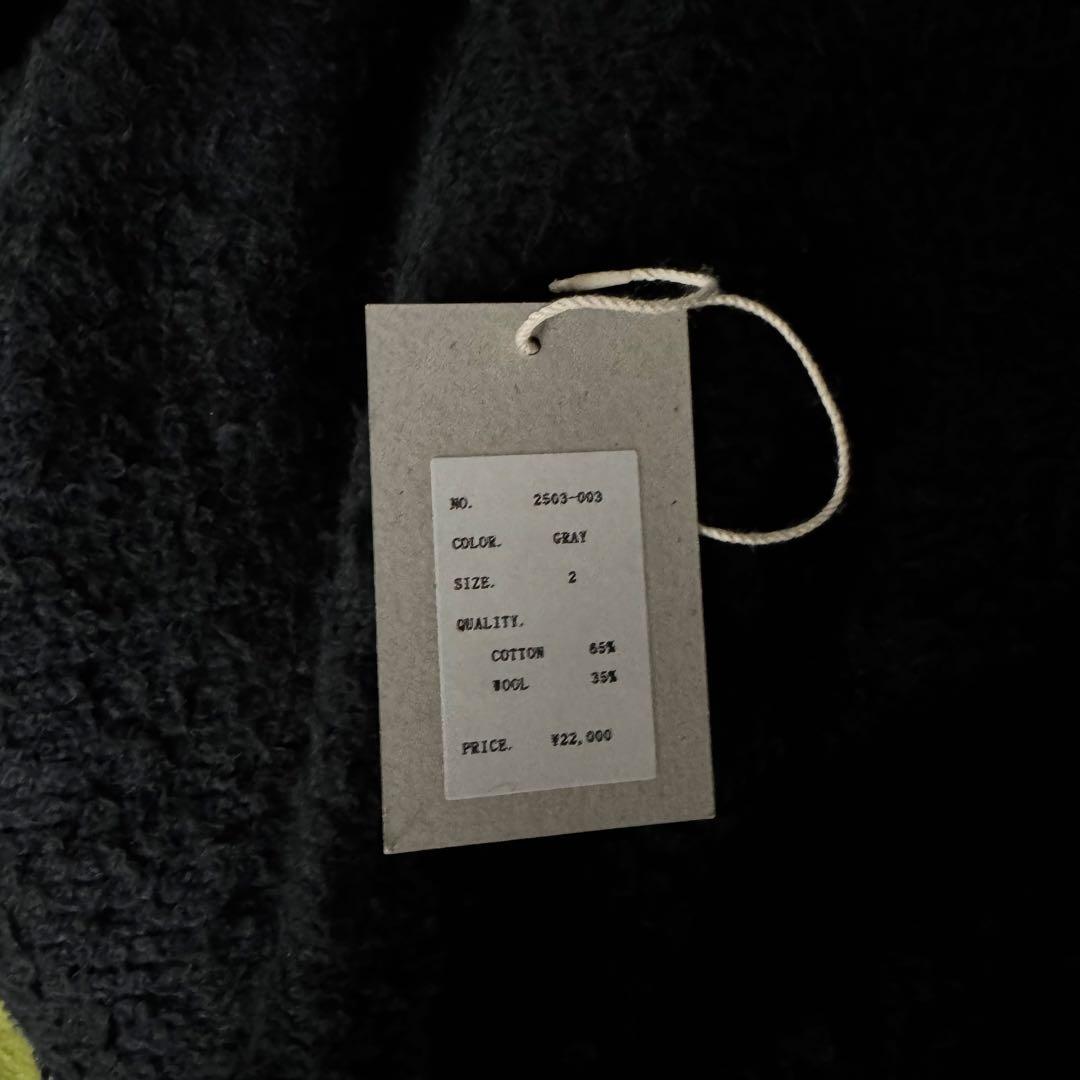 NO. 2503-003
COLOR. GRAY
SIZE. 2
QUALITY.
COTTON 65%
WOOL 35%
PRICE. ¥22,000